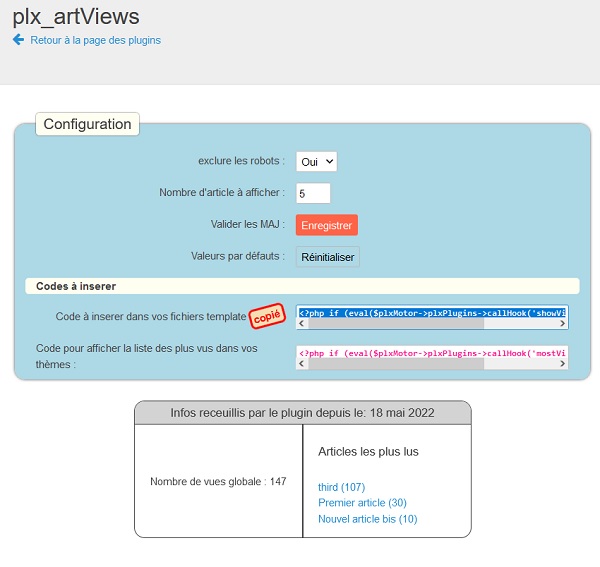 plx_artViews
Retour à la page des plugins
Configuration
exclure les robots : Oui
Nombre d'article à afficher : 5
Valider les MAJ : Enregistrer
Valeurs par défauts : Réinitialiser
Codes à inserer
Code à inserer dans vos fichiers template copié <?php if (eval($plxMotor->plxPlugins->callHook('showVi
Code pour afficher la liste des plus vus dans vos
thèmes : <?php if (eval($plxMotor->plxPlugins->callHook('mostVi
Infos receuillis par le plugin depuis le: 18 mai 2022
Nombre de vues globale : 147
Articles les plus lus
third (107)
Premier article (30)
Nouvel article bis (10)